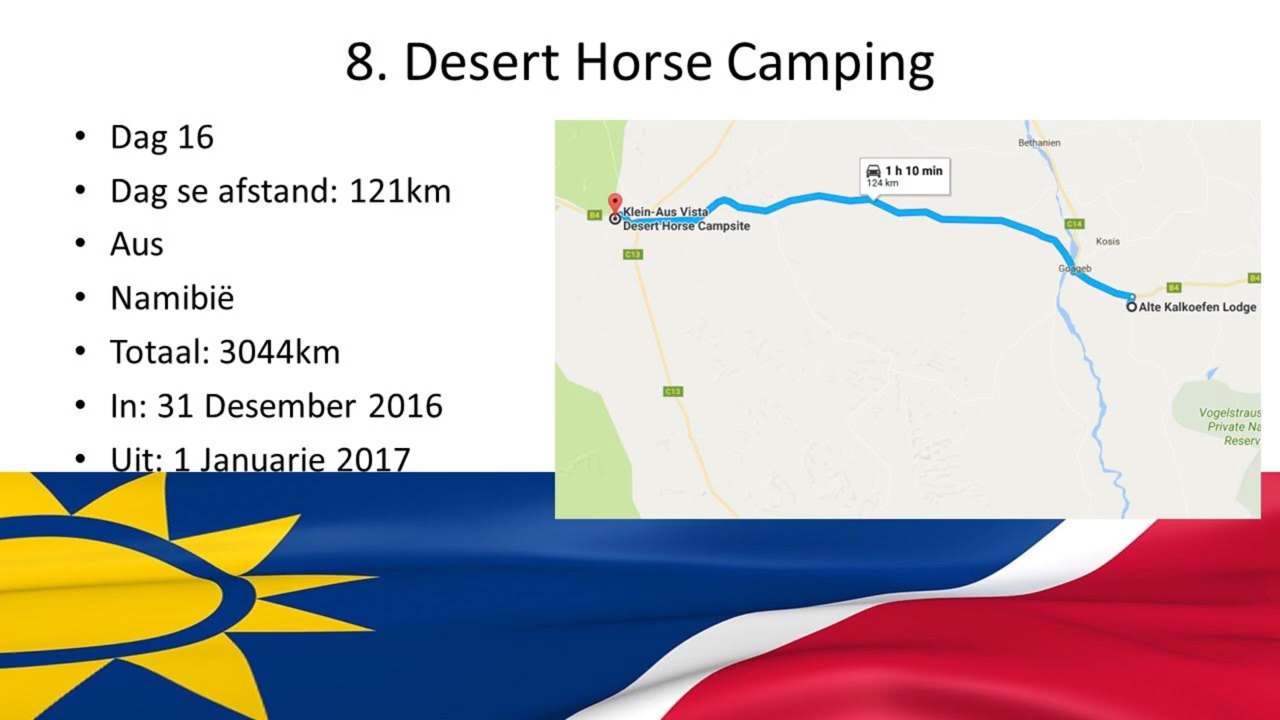 8. Desert Horse Camping
• Dag 16
• Dag se afstand: 121km
• Aus
• Namibië
• Totaal: 3044km
• In: 31 Desember 2016
• Uit: 1 Januarie 2017
Bethanien
1 h 10 min
124 km
B4
Klein-Aus Vista
Desert Horse Campsite
C14
Kosis
C13
Goageb
B4
B4
Alte Kalkoefen Lodge
C13
Vogelstraus
Private Na
Reserv